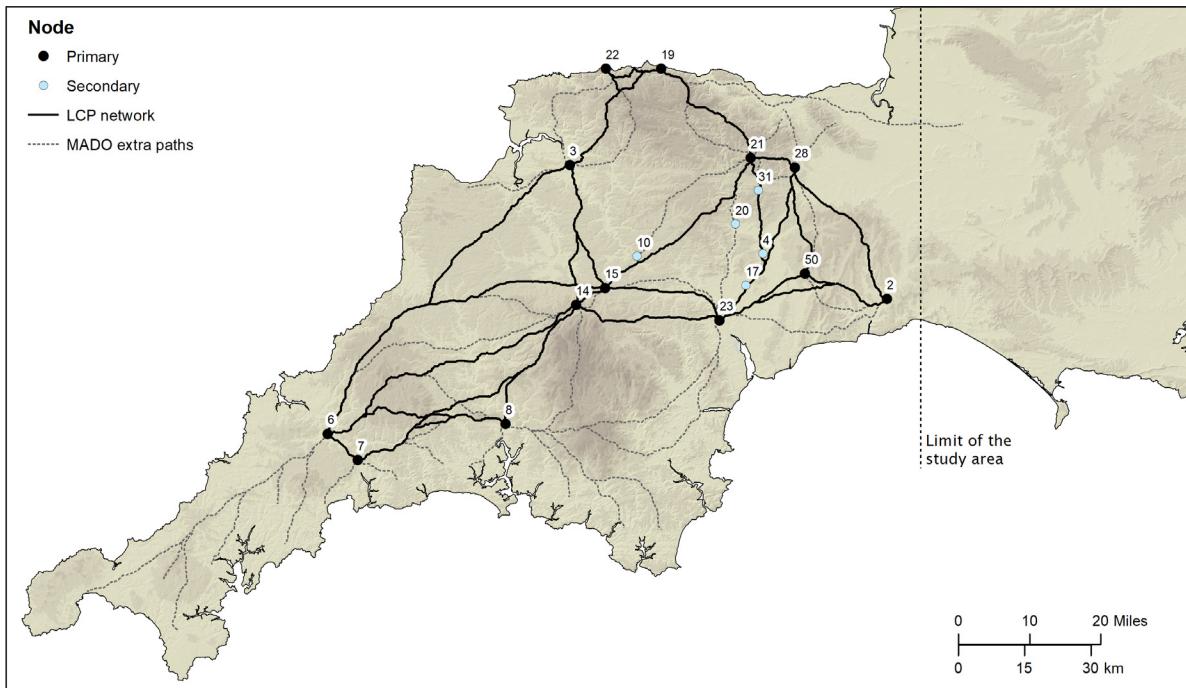 Node
Primary
Secondary
LCP network
MADO extra paths
22
19
3
21
28
31
20
10
4
17
50
15
14
2
23
6
8
7
Limit of the
study area
0 10 20 Miles
0 15 30 km